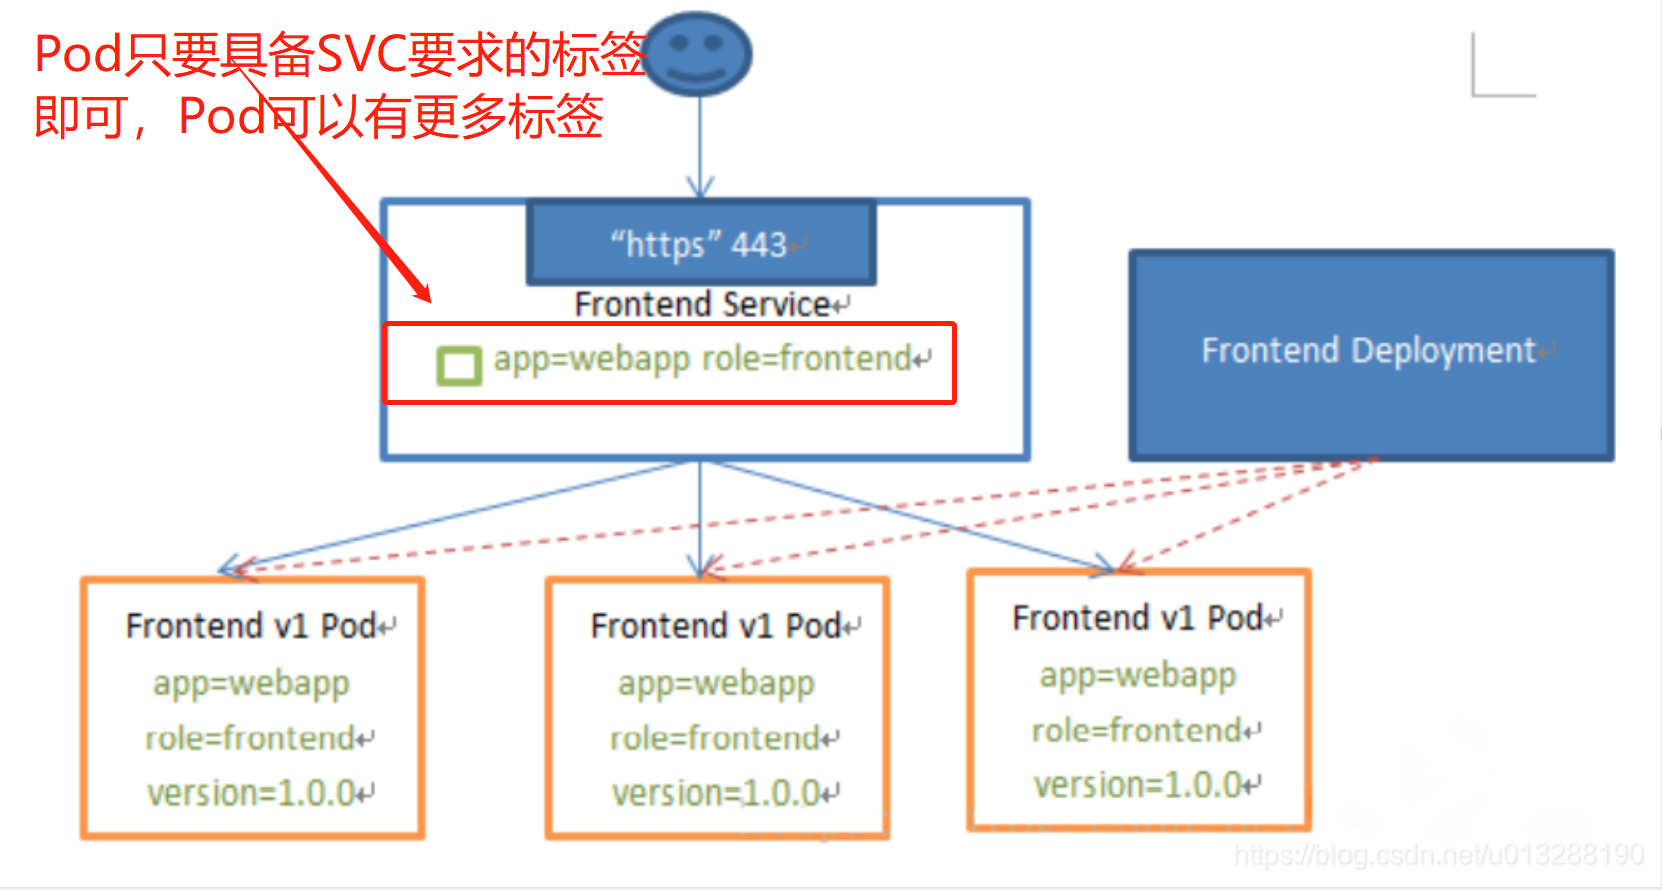 Pod只要具备SVC要求的标签
即可，Pod可以有更多标签
“https” 443
Frontend Service
app=webapp role=frontend
Frontend Deployment
Frontend v1 Pod
app=webapp
role=frontend
version=1.0.0
Frontend v1 Pod
app=webapp
role=frontend
version=1.0.0
Frontend v1 Pod
app=webapp
role=frontend
version=1.0.0
https://blog.csdn.net/u013288190